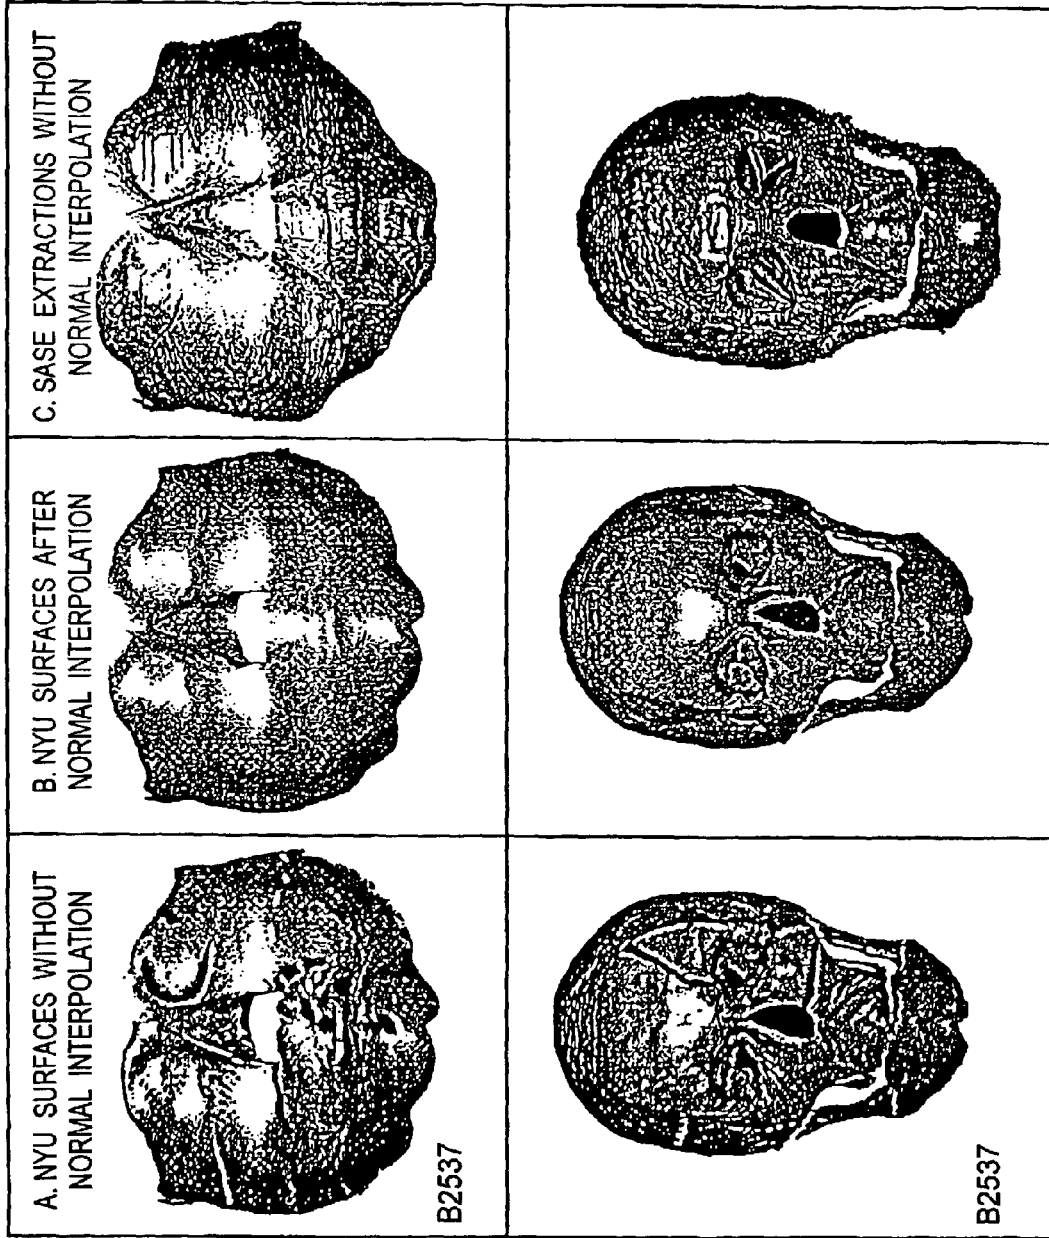 A. NYU SURFACES WITHOUT
NORMAL INTERPOLATION
B. NYU SURFACES AFTER
NORMAL INTERPOLATION
C. SASE EXTRACTIONS WITHOUT
NORMAL INTERPOLATION
B2537
B2537